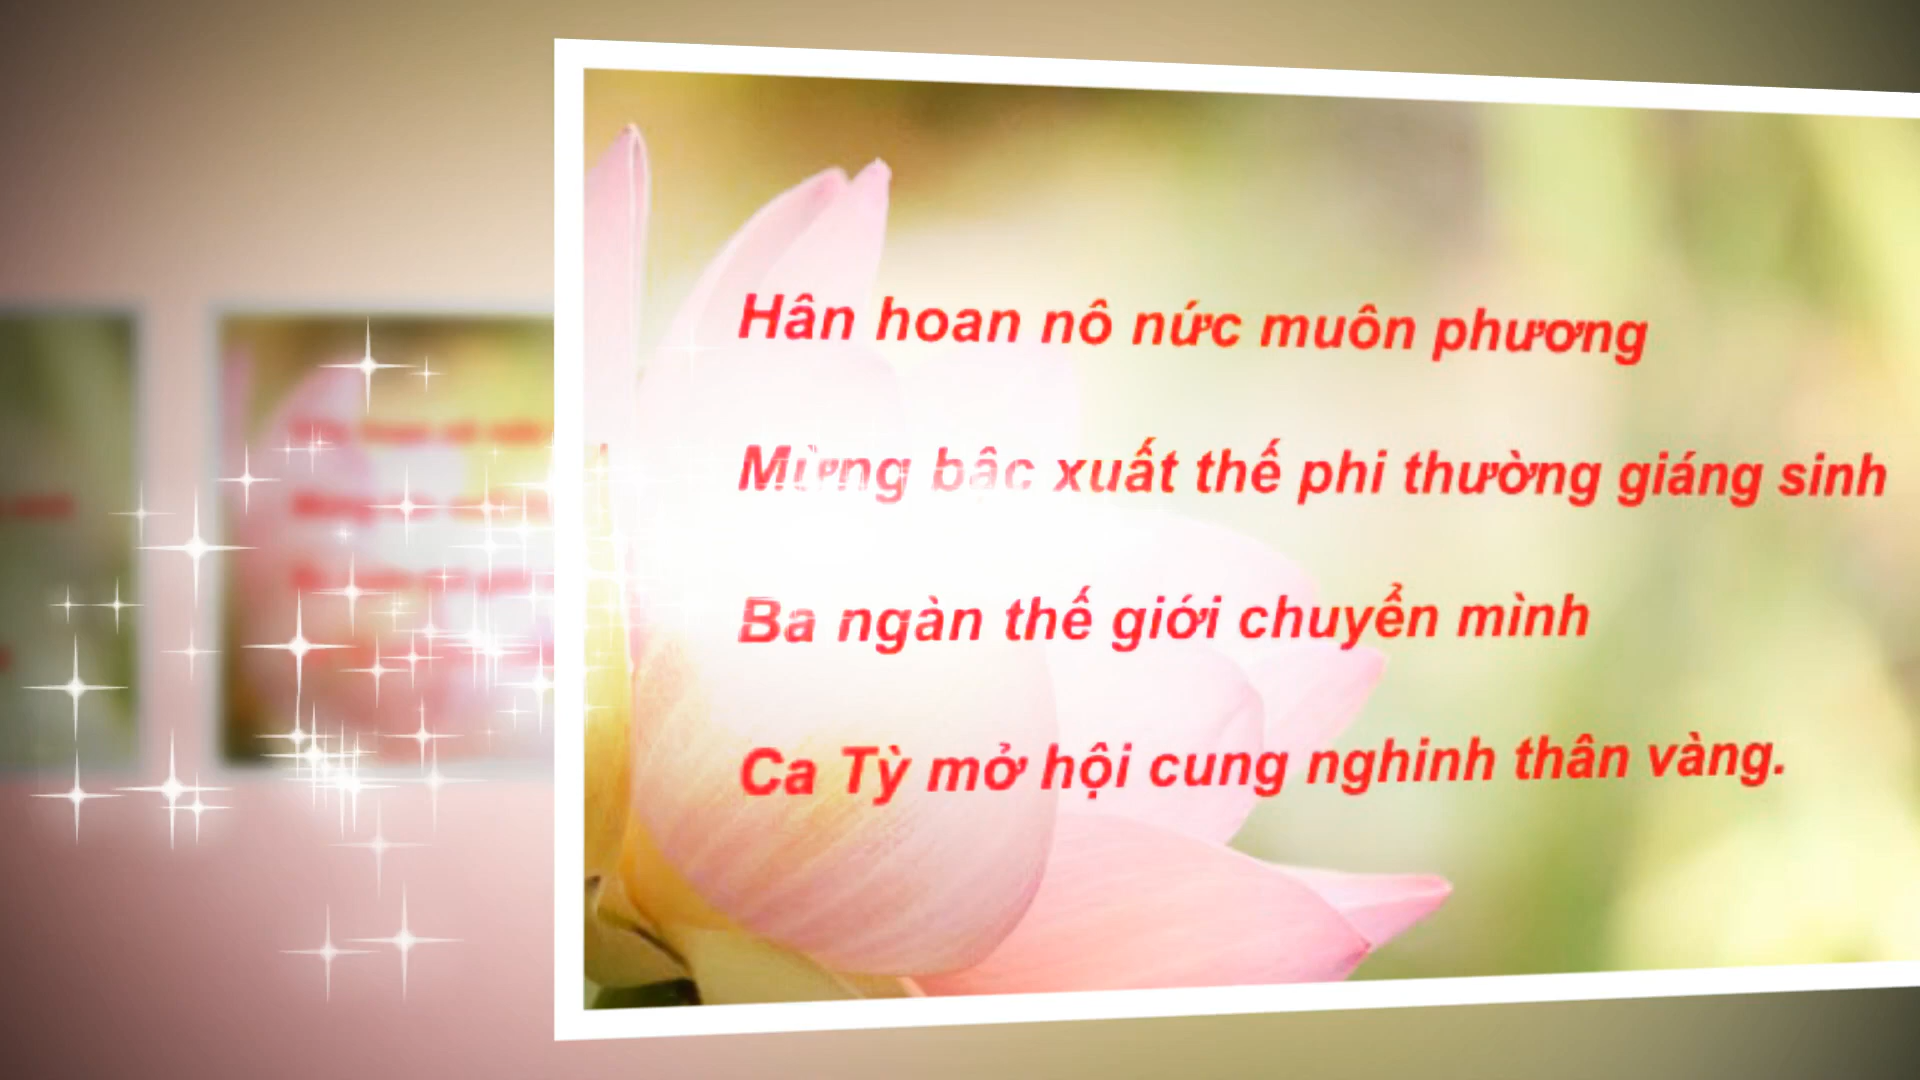 Hân hoan nô nức muôn phương
Mừng bậc xuất thế phi thường giáng sinh
Ba ngàn thế giới chuyển mình
Ca Tỳ mở hội cung nghinh thân vàng.